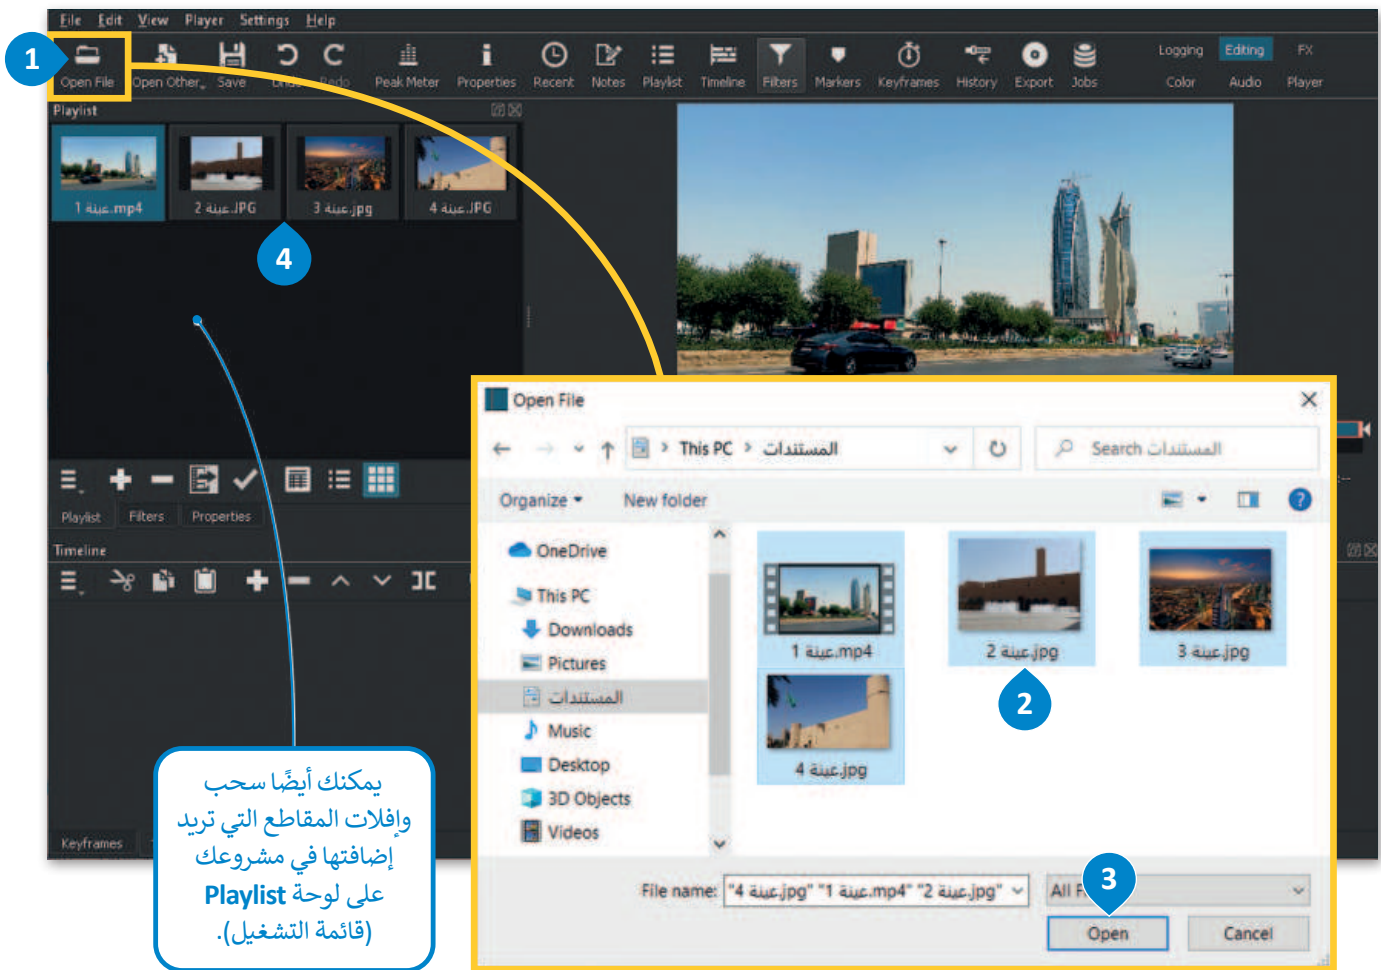 File Edit View Player Settings Help
1
Open File Open Other Save Undo Redo Peak Meter Properties Recent Notes Playlist Timeline Filters Markers Keyframes History Export Jobs
Logging Editing FX
Color Audio Player
Playlist
عينة 1.mp4
عينة 2.JPG
عينة 3.jpg
عينة 4.JPG
4
Playlist Filters Properties
Timeline
Keyframes
Open File
This PC > المستندات
Search المستندات
Organize New folder
OneDrive
This PC
Downloads
Pictures
المستندات
Music
Desktop
3D Objects
Videos
عينة 1.mp4
عينة 2.jpg
عينة 3.jpg
عينة 4.jpg
2
File name: "عينة 4.jpg" "عينة 1.mp4" "عينة 2.jpg"
All
3
Open Cancel
يمكنك أيضًا سحب
وإفلات المقاطع التي تريد
إضافتها في مشروعك
على لوحة Playlist
(قائمة التشغيل).